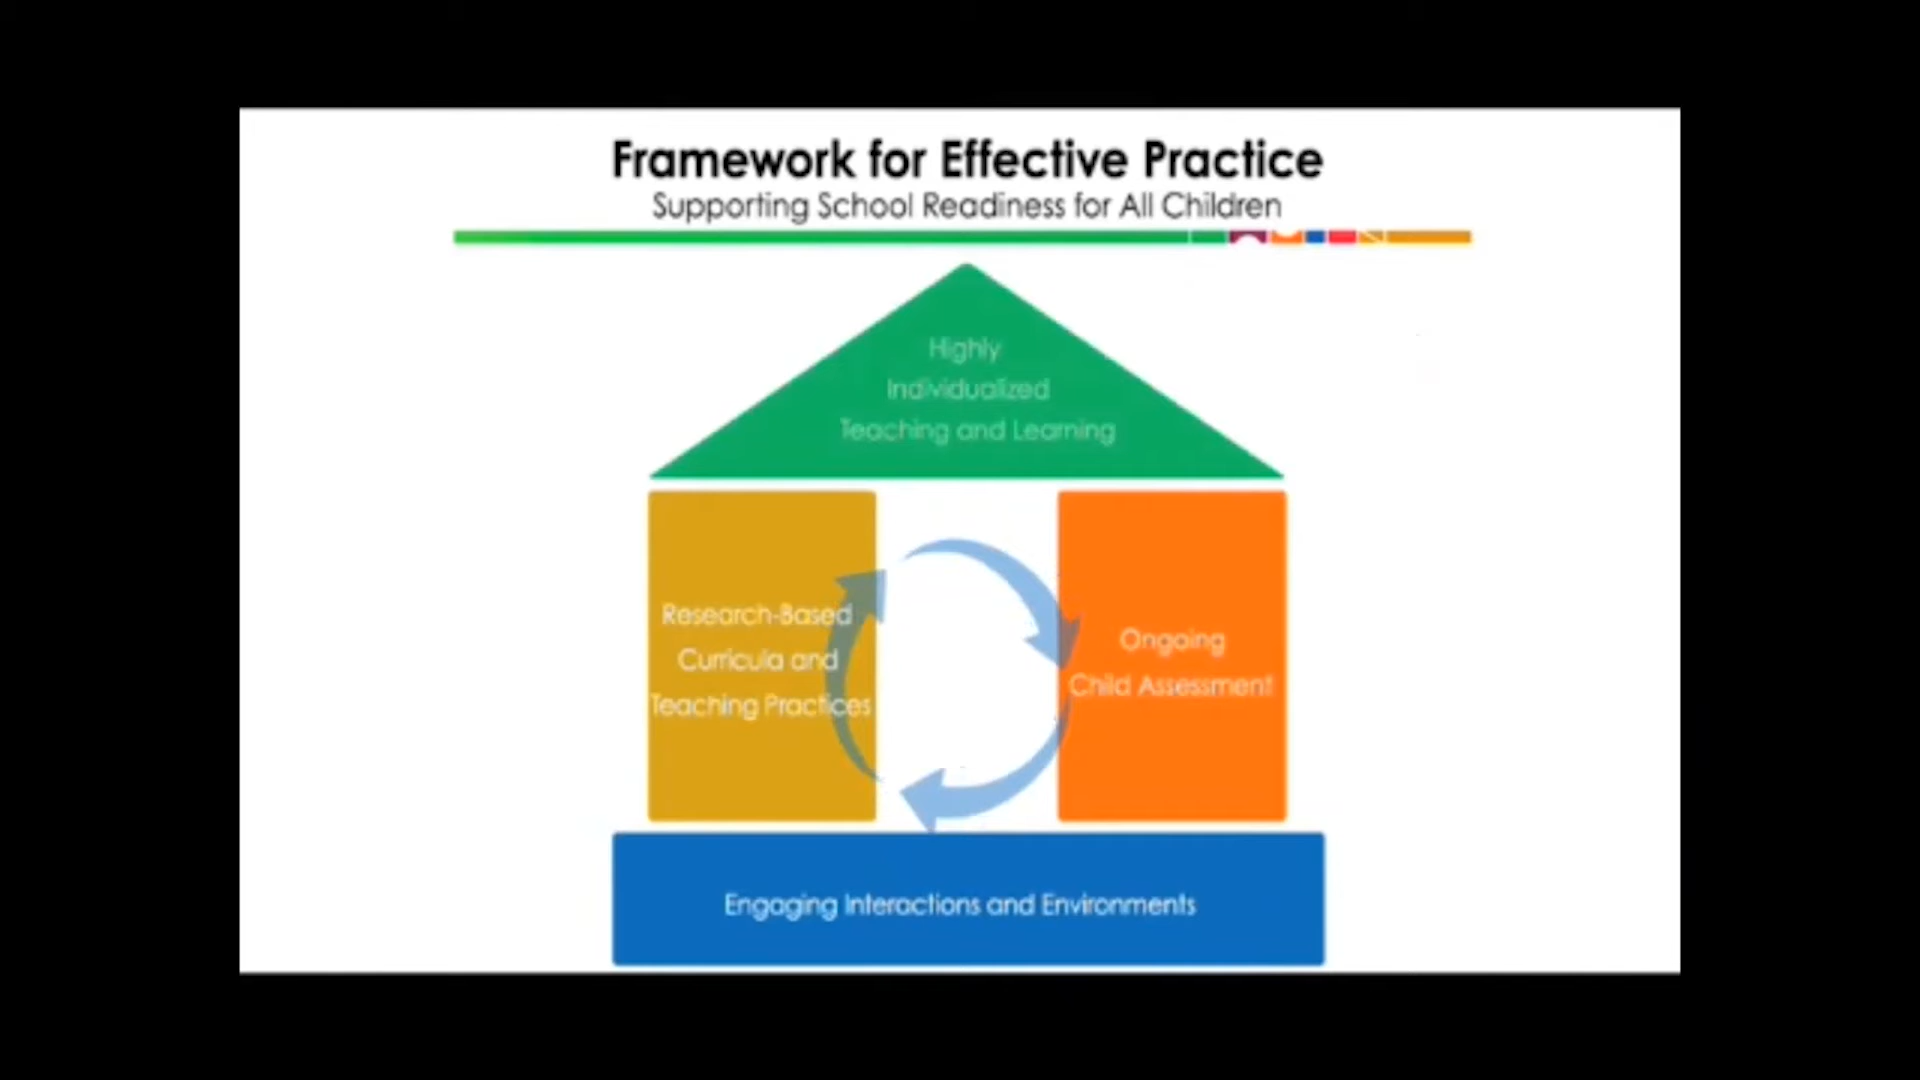 Framework for Effective Practice
Supporting School Readiness for All Children
Highly
Individualized
Teaching and Learning
Research-Based
Curricula and
Teaching Practices
Ongoing
Child Assessment
Engaging Interactions and Environments